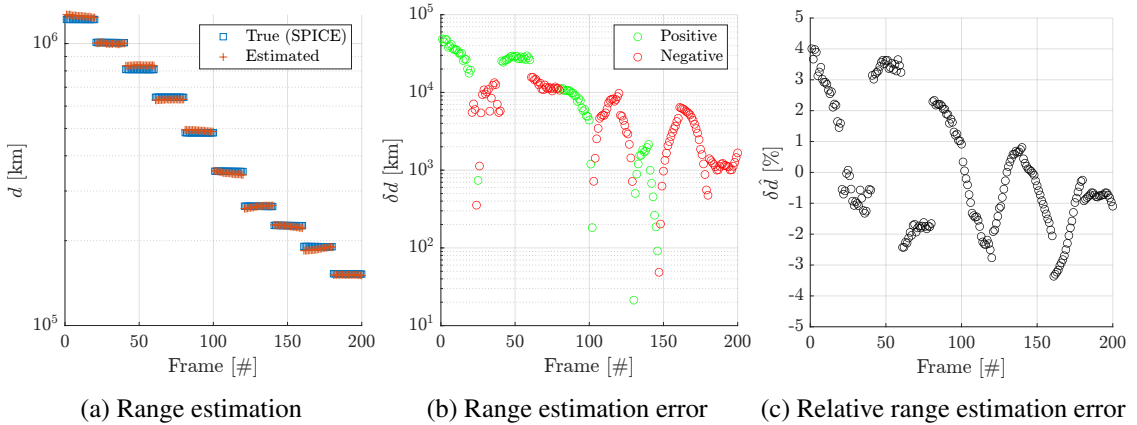 10^6
10^5
d [km]
0 50 100 150 200
Frame [#]
True (SPICE)
Estimated
(a) Range estimation
10^5
10^4
10^3
10^2
10^1
δd [km]
0 50 100 150 200
Frame [#]
Positive
Negative
(b) Range estimation error
5
4
3
2
1
0
-1
-2
-3
-4
-5
δd̂ [%]
0 50 100 150 200
Frame [#]
(c) Relative range estimation error